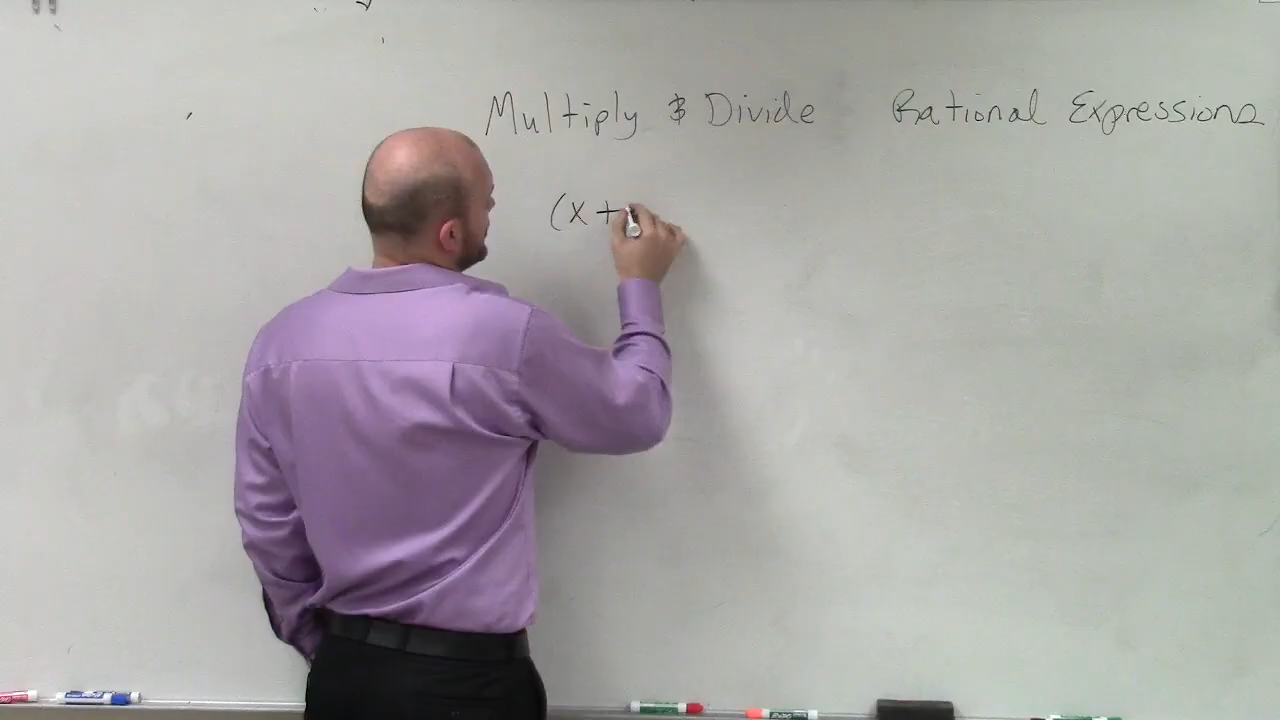 Multiply & Divide Rational Expressions
(x +